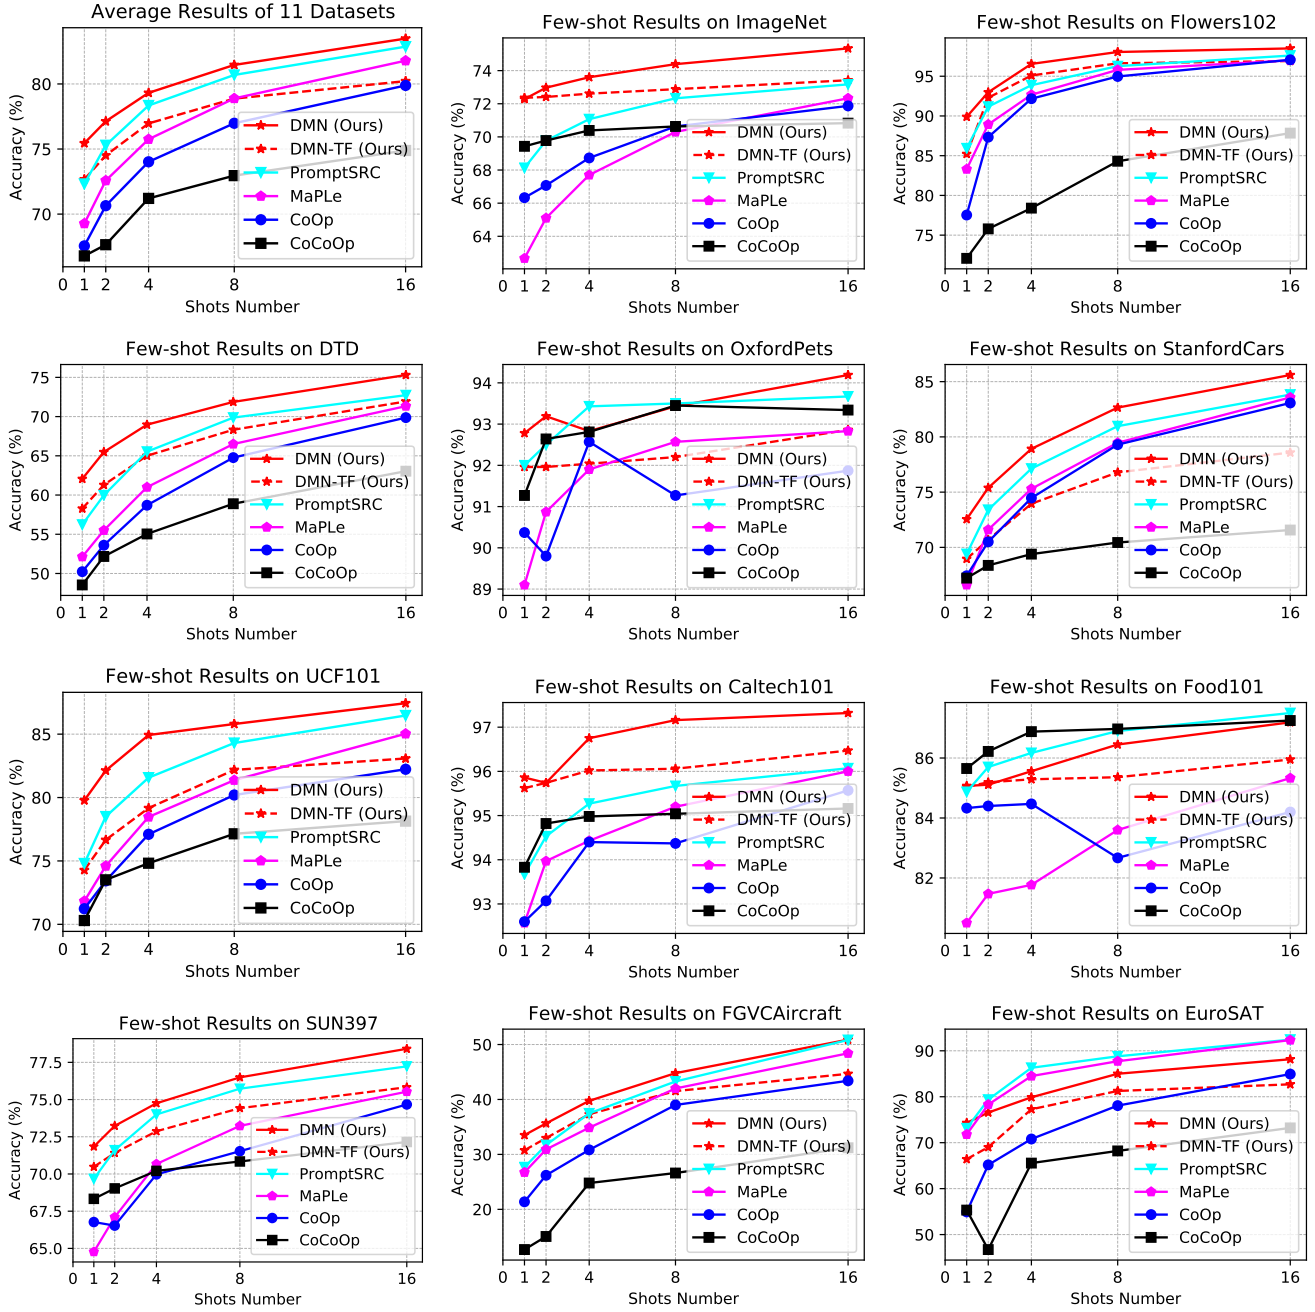 Average Results of 11 Datasets
Accuracy (%)
80
75
70
0 1 2 4 8 16
Shots Number
DMN (Ours)
DMN-TF (Ours)
PromptSRC
MaPLe
CoOp
CoCoOp
Few-shot Results on ImageNet
Accuracy (%)
74
72
70
68
66
64
0 1 2 4 8 16
Shots Number
DMN (Ours)
DMN-TF (Ours)
PromptSRC
MaPLe
CoOp
CoCoOp
Few-shot Results on Flowers102
Accuracy (%)
95
90
85
80
75
0 1 2 4 8 16
Shots Number
DMN (Ours)
DMN-TF (Ours)
PromptSRC
MaPLe
CoOp
CoCoOp
Few-shot Results on DTD
Accuracy (%)
75
70
65
60
55
50
0 1 2 4 8 16
Shots Number
DMN (Ours)
DMN-TF (Ours)
PromptSRC
MaPLe
CoOp
CoCoOp
Few-shot Results on OxfordPets
Accuracy (%)
94
93
92
91
90
89
0 1 2 4 8 16
Shots Number
DMN (Ours)
DMN-TF (Ours)
PromptSRC
MaPLe
CoOp
CoCoOp
Few-shot Results on StanfordCars
Accuracy (%)
85
80
75
70
0 1 2 4 8 16
Shots Number
DMN (Ours)
DMN-TF (Ours)
PromptSRC
MaPLe
CoOp
CoCoOp
Few-shot Results on UCF101
Accuracy (%)
85
80
75
70
0 1 2 4 8 16
Shots Number
DMN (Ours)
DMN-TF (Ours)
PromptSRC
MaPLe
CoOp
CoCoOp
Few-shot Results on Caltech101
Accuracy (%)
97
96
95
94
93
0 1 2 4 8 16
Shots Number
DMN (Ours)
DMN-TF (Ours)
PromptSRC
MaPLe
CoOp
CoCoOp
Few-shot Results on Food101
Accuracy (%)
86
84
82
0 1 2 4 8 16
Shots Number
DMN (Ours)
DMN-TF (Ours)
PromptSRC
MaPLe
CoOp
CoCoOp
Few-shot Results on SUN397
Accuracy (%)
77.5
75.0
72.5
70.0
67.5
65.0
0 1 2 4 8 16
Shots Number
DMN (Ours)
DMN-TF (Ours)
PromptSRC
MaPLe
CoOp
CoCoOp
Few-shot Results on FGVCAircraft
Accuracy (%)
50
40
30
20
0 1 2 4 8 16
Shots Number
DMN (Ours)
DMN-TF (Ours)
PromptSRC
MaPLe
CoOp
CoCoOp
Few-shot Results on EuroSAT
Accuracy (%)
90
80
70
60
50
0 1 2 4 8 16
Shots Number
DMN (Ours)
DMN-TF (Ours)
PromptSRC
MaPLe
CoOp
CoCoOp